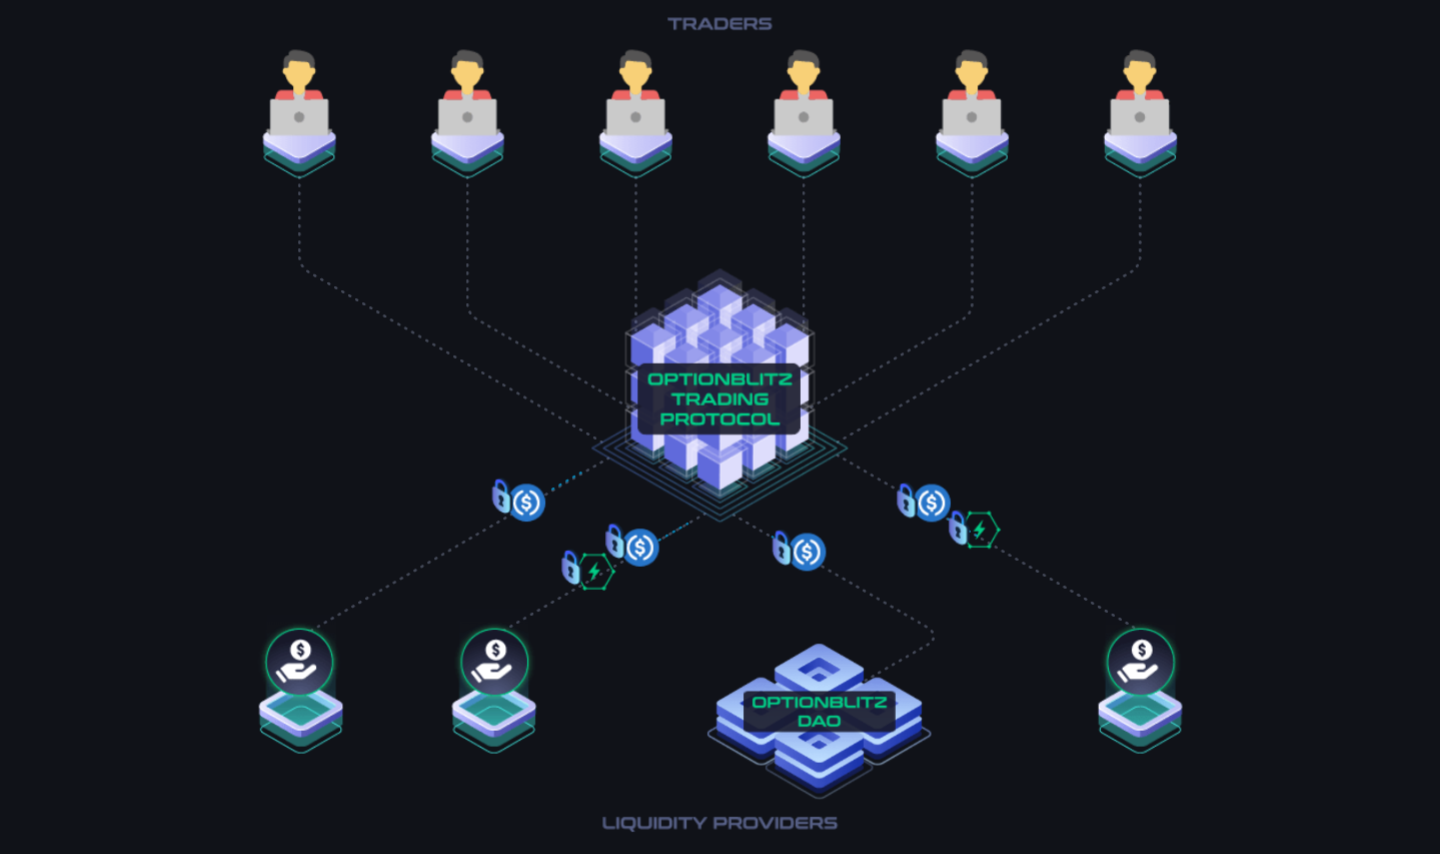 TRADERS
OPTIONBLITZ
TRADING
PROTOCOL
OPTIONBLITZ
DAO
LIQUIDITY PROVIDERS